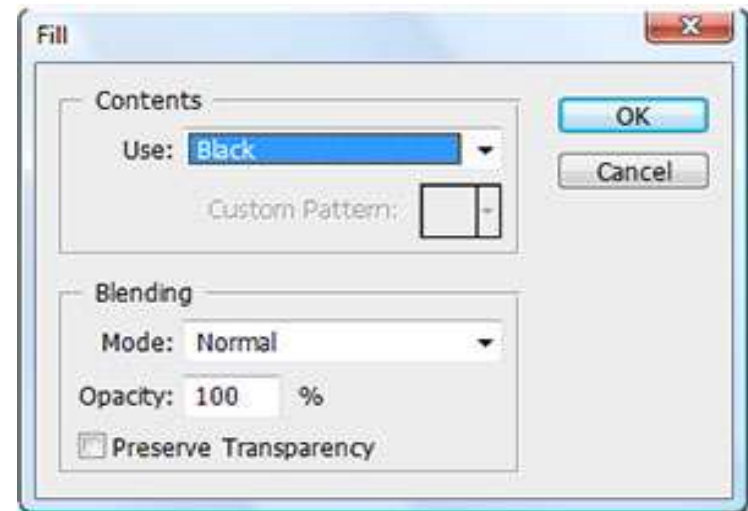 Fill
Contents
Use: Black
Custom Pattern:
OK
Cancel
Blending
Mode: Normal
Opacity: 100 %
Preserve Transparency